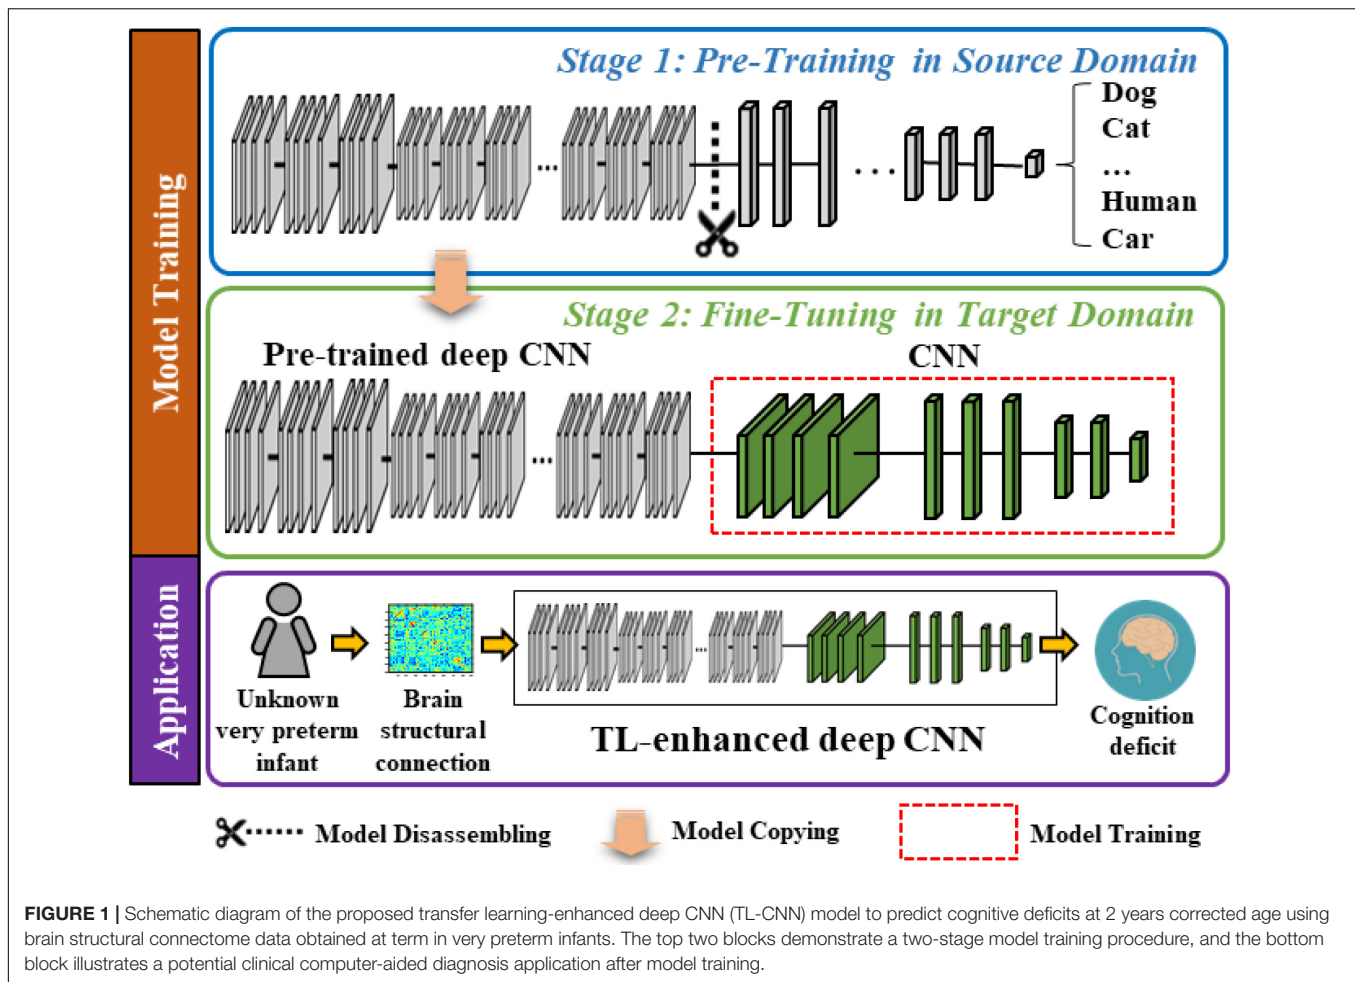 Model Training
Stage 1: Pre-Training in Source Domain
Dog
Cat
...
Human
Car
...
...
Stage 2: Fine-Tuning in Target Domain
Pre-trained deep CNN
CNN
...
Application
Unknown
very preterm
infant
Brain
structural
connection
...
TL-enhanced deep CNN
Cognition
deficit
Model Disassembling
Model Copying
Model Training
FIGURE 1 | Schematic diagram of the proposed transfer learning-enhanced deep CNN (TL-CNN) model to predict cognitive deficits at 2 years corrected age using
brain structural connectome data obtained at term in very preterm infants. The top two blocks demonstrate a two-stage model training procedure, and the bottom
block illustrates a potential clinical computer-aided diagnosis application after model training.